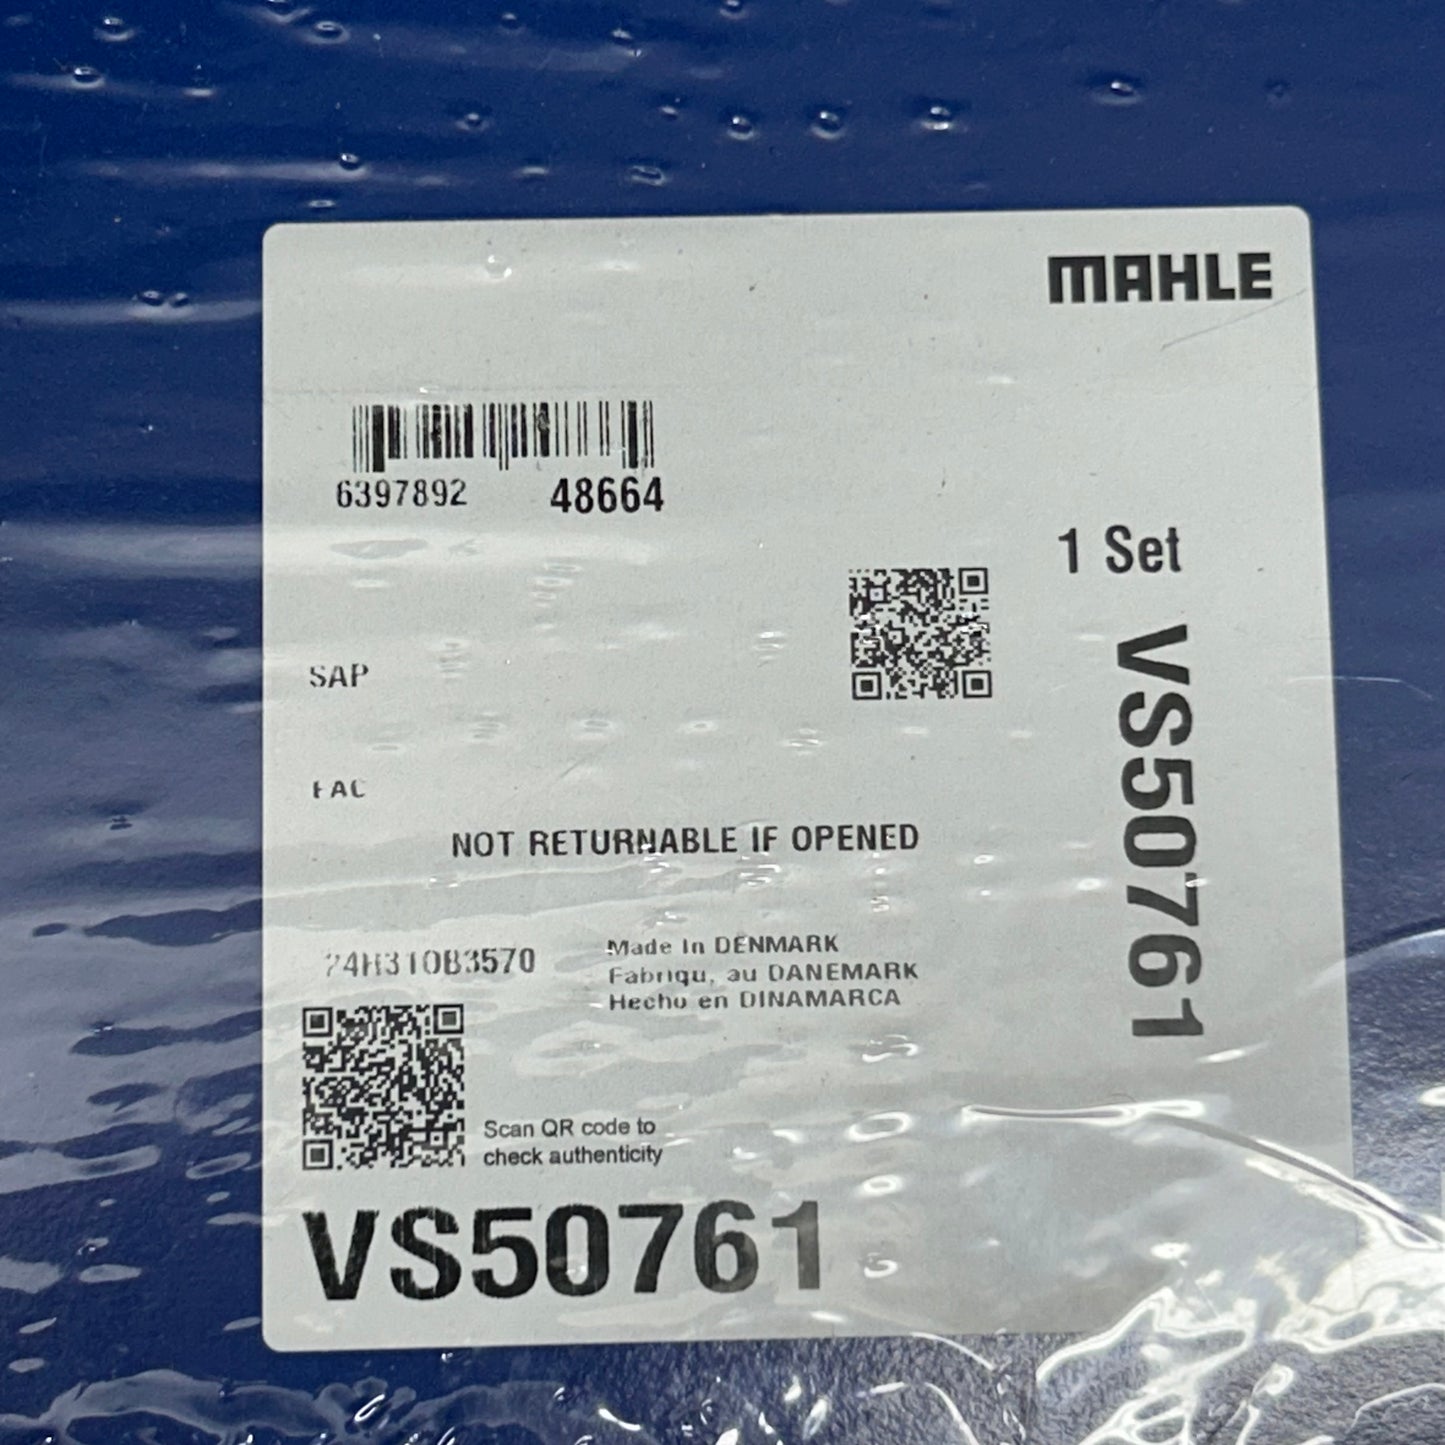 MAHLE
6397892 48664
1 Set
VS50761
SAP
FAC
NOT RETURNABLE IF OPENED
24H310B3570
Made In DENMARK
Fabriqu, au DANEMARK
Hecho en DINAMARCA
Scan QR code to
check authenticity
VS50761